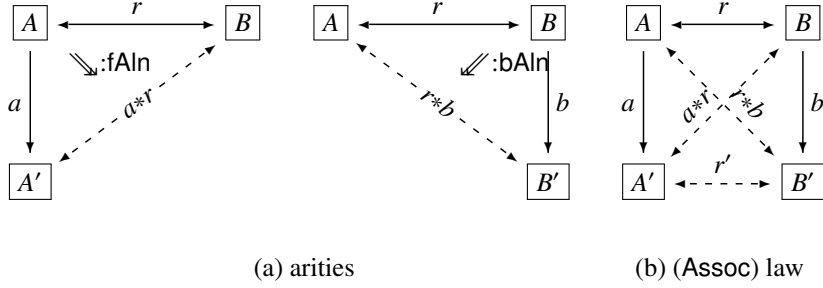 r r r
A B A B A B
:fAln :bAln
a a*r r*b b a a*r r*b b
A′ B′ A′ r′ B′
(a) arities (b) (Assoc) law